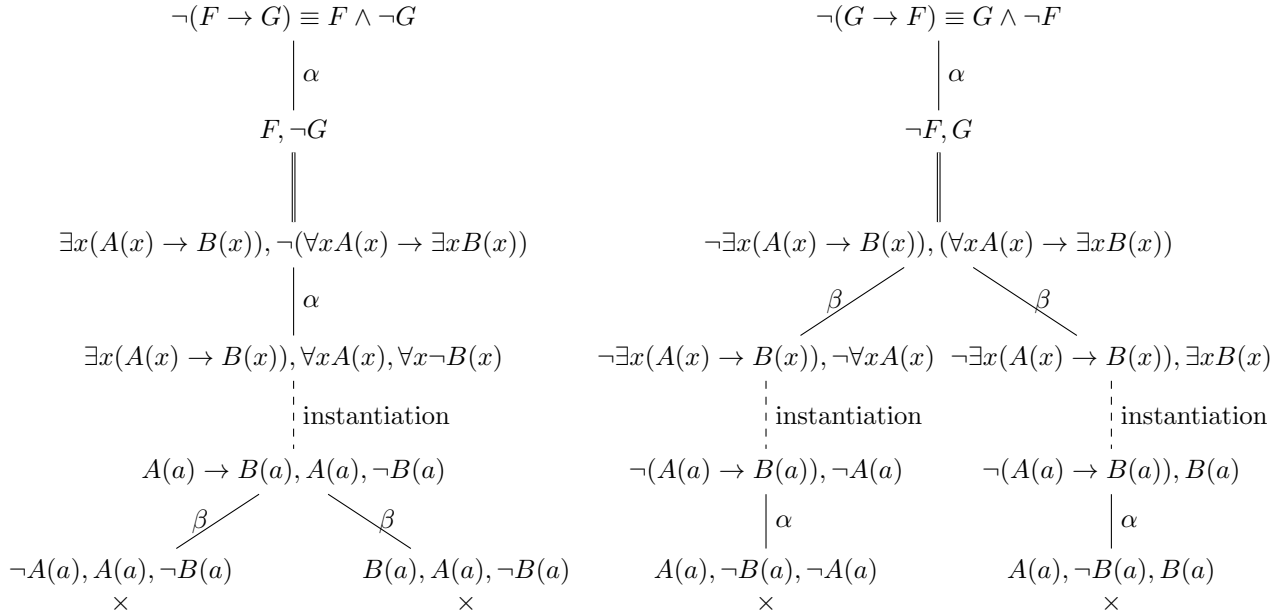 ¬(F → G) ≡ F ∧ ¬G
α
F, ¬G
∃x(A(x) → B(x)), ¬(∀xA(x) → ∃xB(x))
α
∃x(A(x) → B(x)), ∀xA(x), ∀x¬B(x)
instantiation
A(a) → B(a), A(a), ¬B(a)
β β
¬A(a), A(a), ¬B(a) B(a), A(a), ¬B(a)
× ×
¬(G → F) ≡ G ∧ ¬F
α
¬F, G
¬∃x(A(x) → B(x)), (∀xA(x) → ∃xB(x))
β β
¬∃x(A(x) → B(x)), ¬∀xA(x) ¬∃x(A(x) → B(x)), ∃xB(x)
instantiation instantiation
¬(A(a) → B(a)), ¬A(a) ¬(A(a) → B(a)), B(a)
α α
A(a), ¬B(a), ¬A(a) A(a), ¬B(a), B(a)
× ×